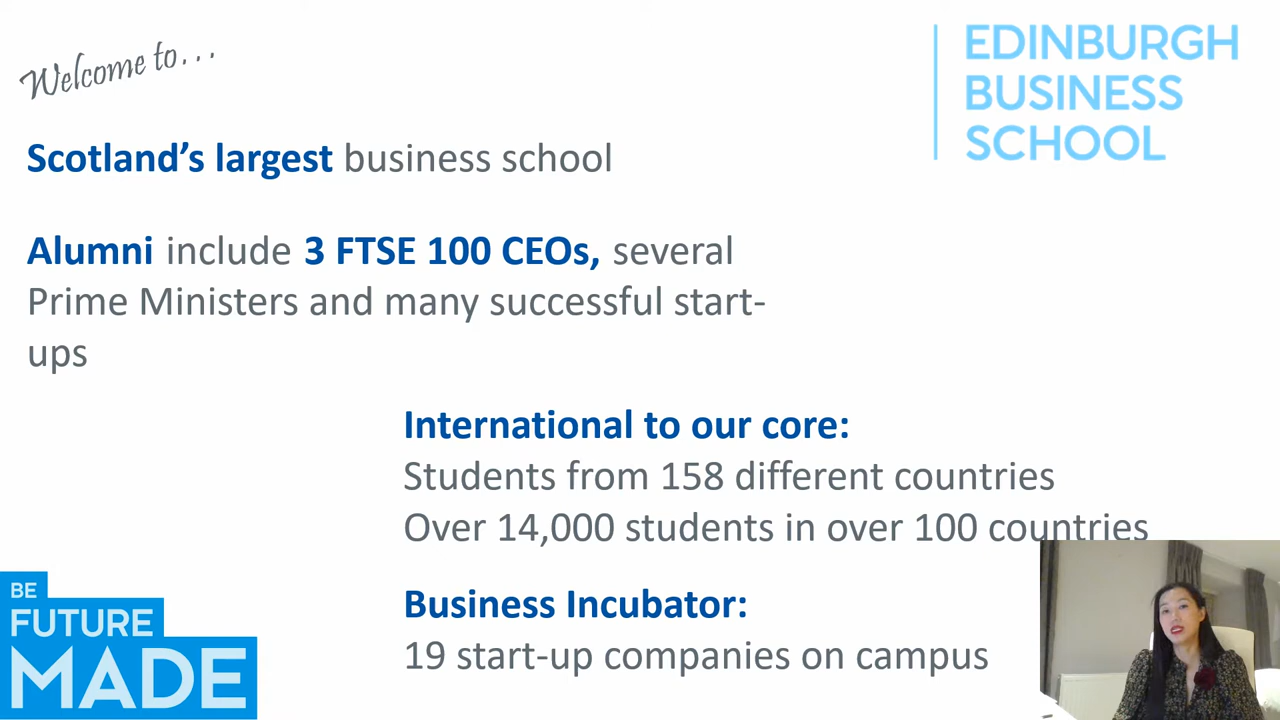 Welcome to...
EDINBURGH
BUSINESS
SCHOOL
Scotland’s largest business school
Alumni include 3 FTSE 100 CEOs, several
Prime Ministers and many successful start-
ups
International to our core:
Students from 158 different countries
Over 14,000 students in over 100 countries
Business Incubator:
19 start-up companies on campus
BE
FUTURE
MADE